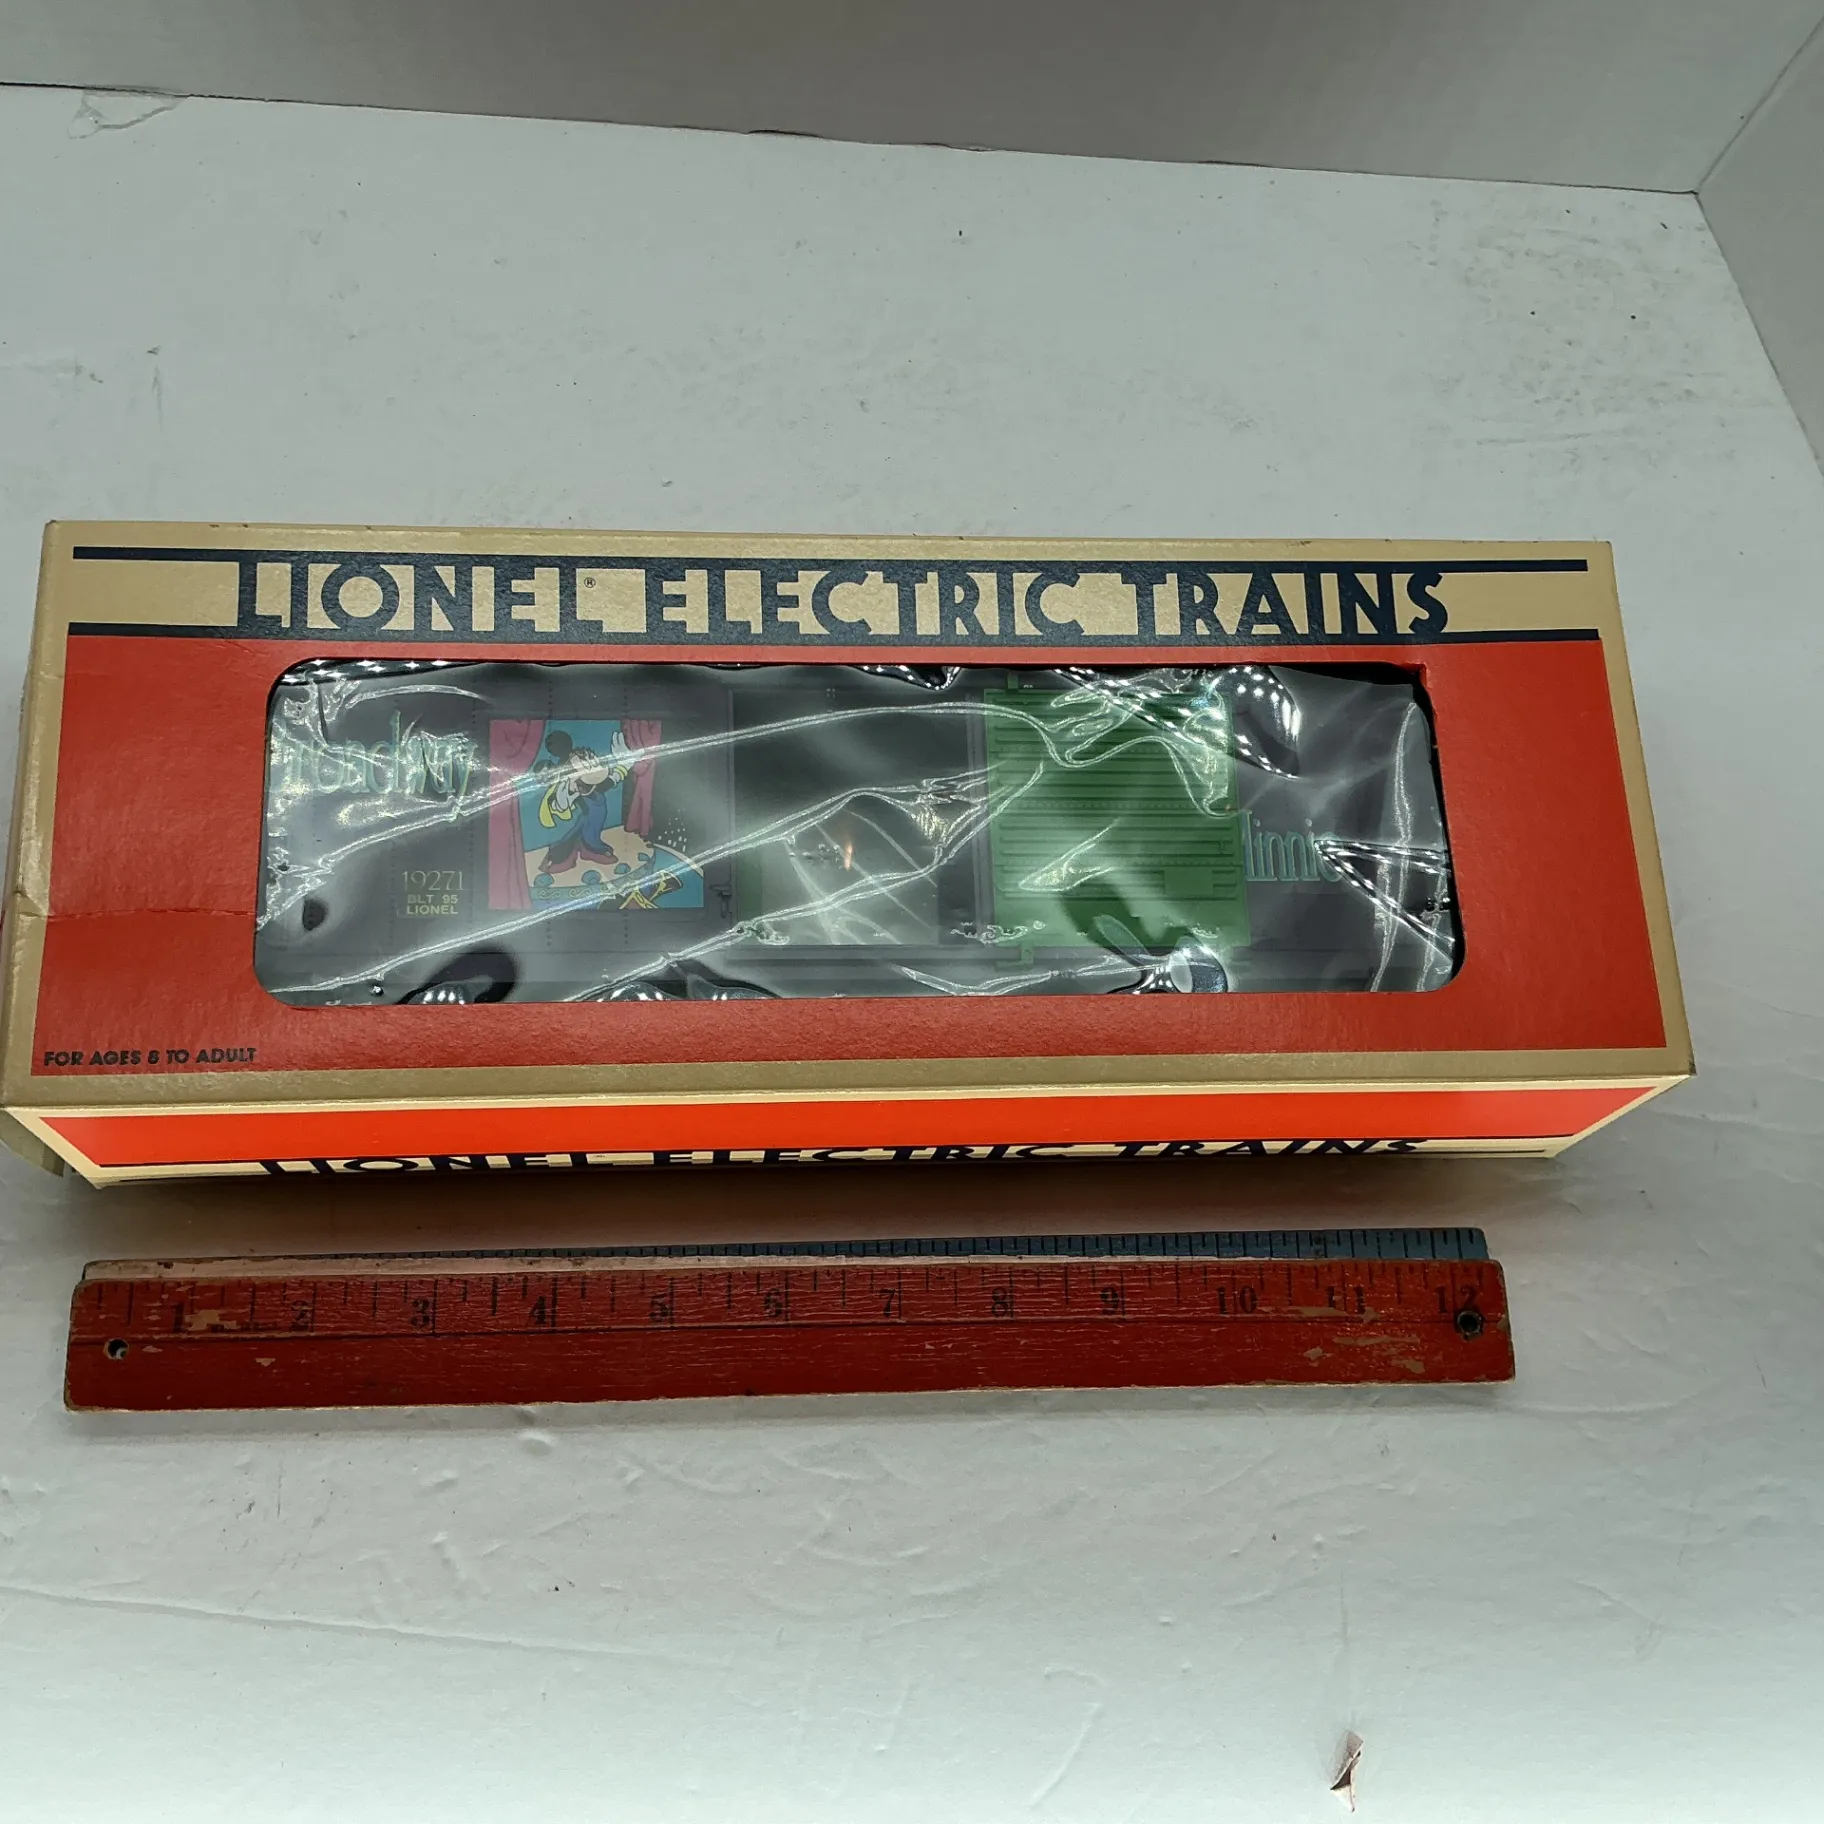 LIONEL® ELECTRIC TRAINS
Broadway
19271
BLT 95
LIONEL
FOR AGES 8 TO ADULT
LIONEL ELECTRIC TRAINS
1 2 3 4 5 6 7 8 9 10 11 12